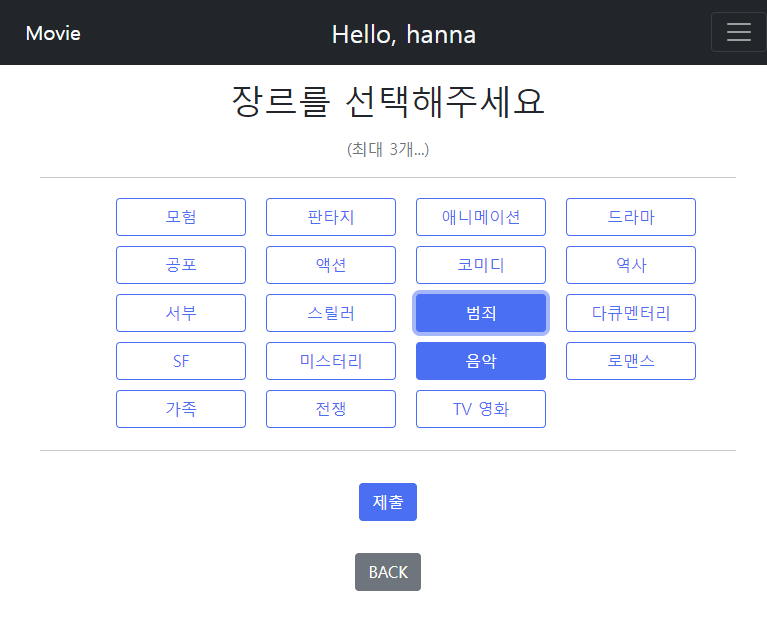 Movie Hello, hanna
장르를 선택해주세요
(최대 3개...)
모험 판타지 애니메이션 드라마
공포 액션 코미디 역사
서부 스릴러 범죄 다큐멘터리
SF 미스터리 음악 로맨스
가족 전쟁 TV 영화
제출
BACK